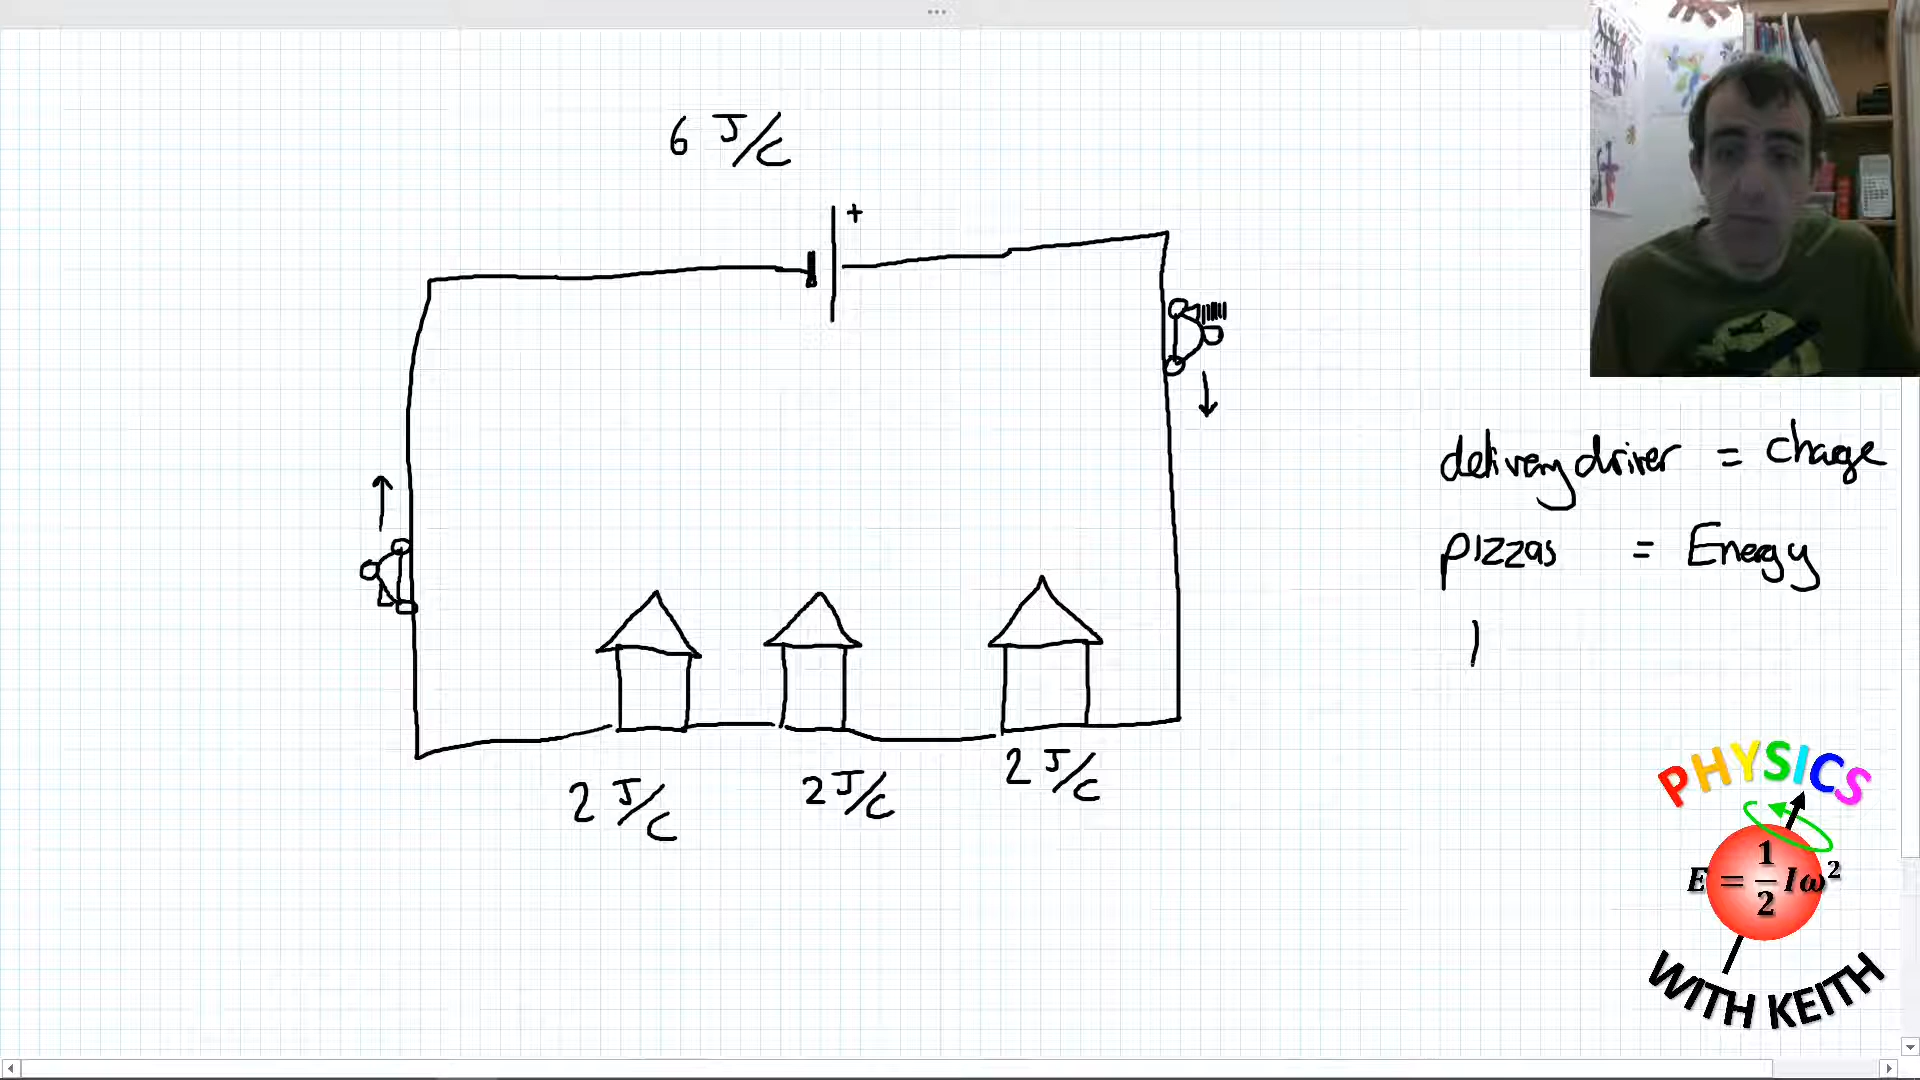 6 J/C
+
delivery driver = charge
pizzas = Energy
2 J/C
2 J/C
2 J/C
PHYSICS
E = 1/2 Iω²
WITH KEITH